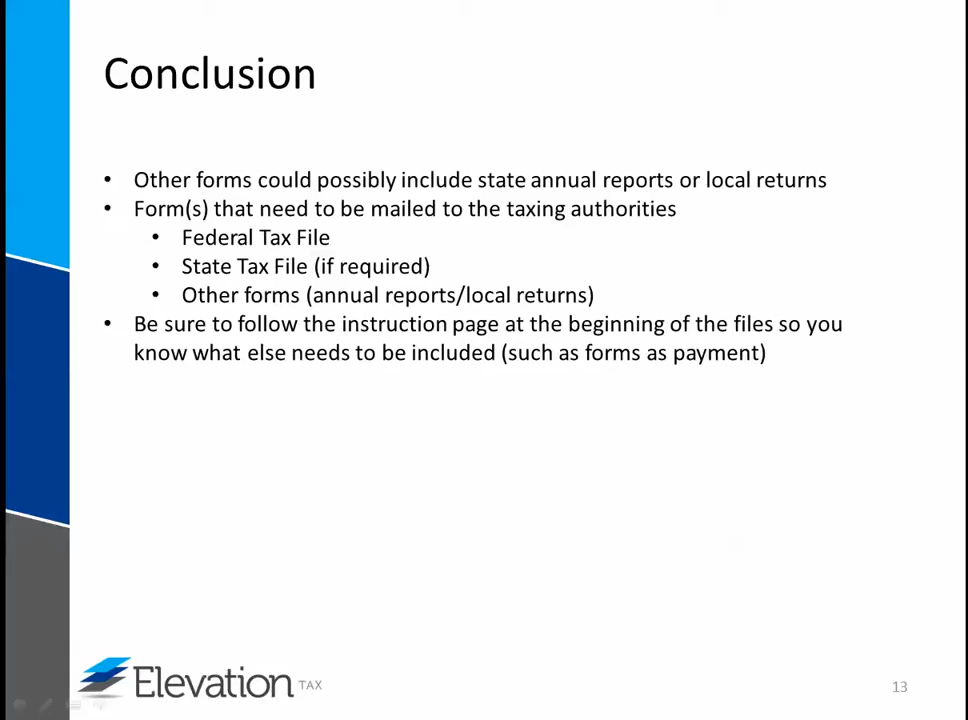 Conclusion
• Other forms could possibly include state annual reports or local returns
• Form(s) that need to be mailed to the taxing authorities
• Federal Tax File
• State Tax File (if required)
• Other forms (annual reports/local returns)
• Be sure to follow the instruction page at the beginning of the files so you
know what else needs to be included (such as forms as payment)
Elevation TAX
13